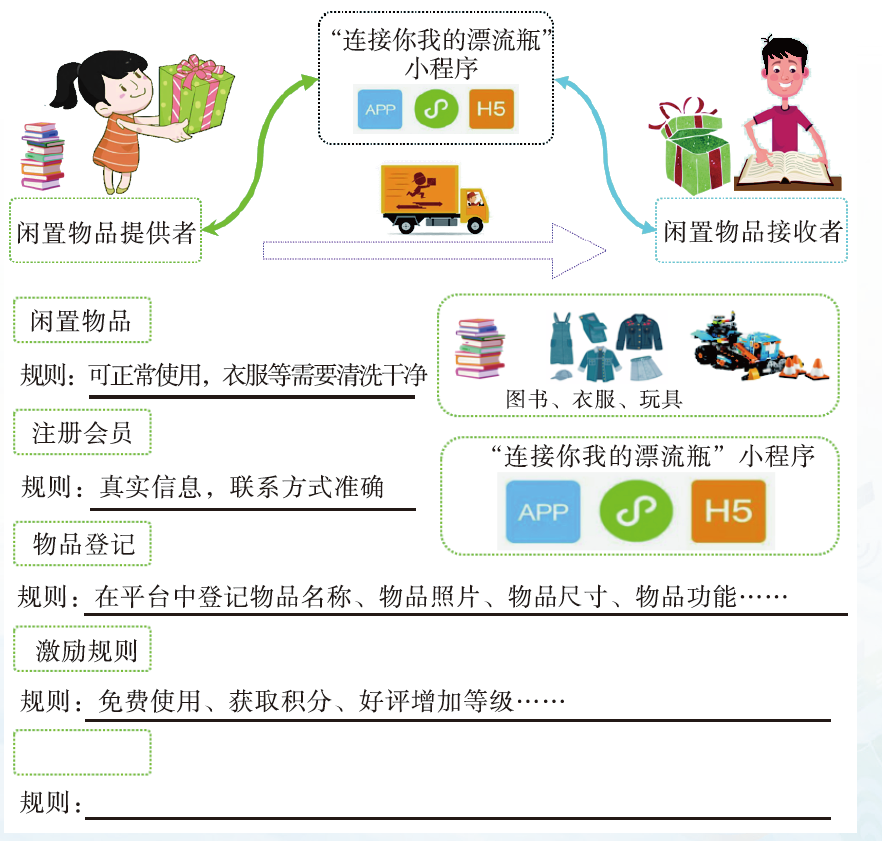 “连接你我的漂流瓶”
小程序
APP
H5
闲置物品提供者
闲置物品接收者
闲置物品
规则：可正常使用，衣服等需要清洗干净
图书、衣服、玩具
注册会员
规则：真实信息，联系方式准确
“连接你我的漂流瓶”小程序
APP
H5
物品登记
规则：在平台中登记物品名称、物品照片、物品尺寸、物品功能……
激励规则
规则：免费使用、获取积分、好评增加等级……
规则：